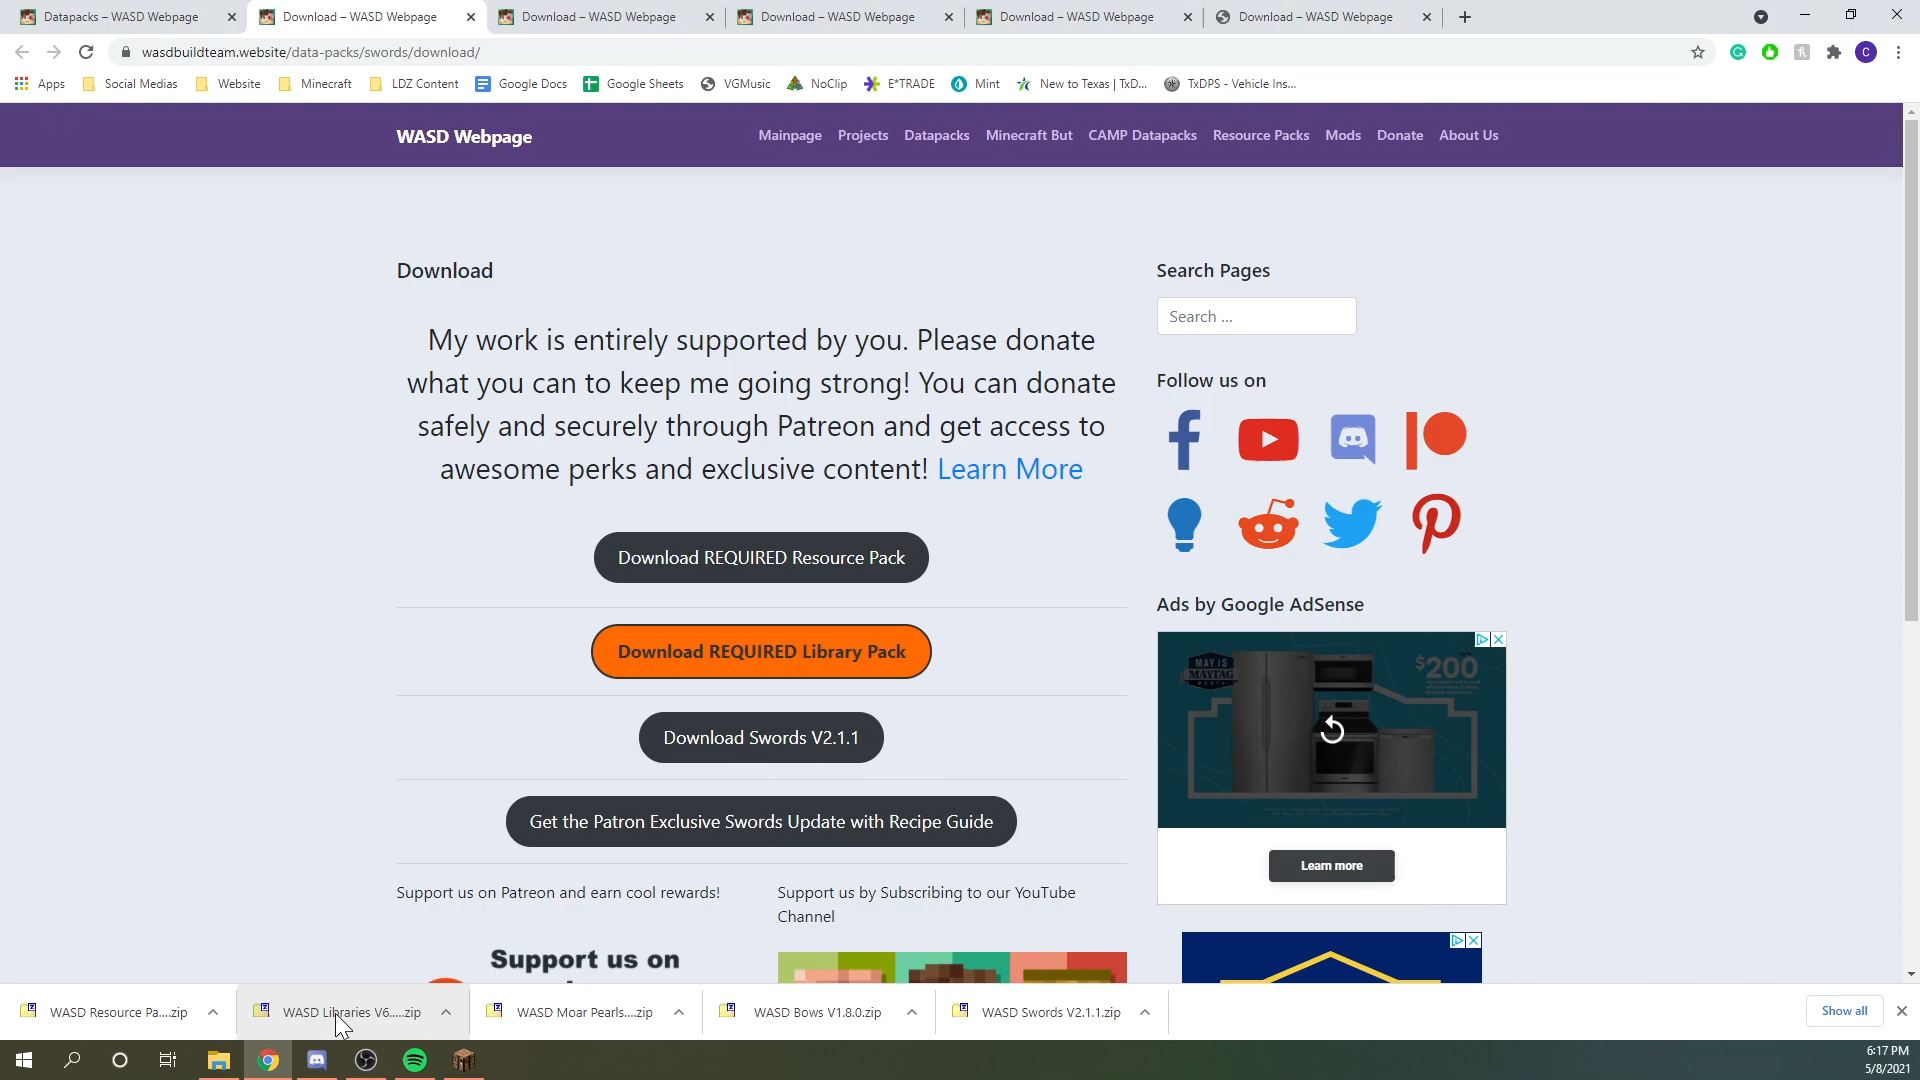 Datapacks – WASD Webpage
Download – WASD Webpage
Download – WASD Webpage
Download – WASD Webpage
Download – WASD Webpage
Download – WASD Webpage
wasdbuildteam.website/data-packs/swords/download/
C
Apps
Social Medias
Website
Minecraft
LDZ Content
Google Docs
Google Sheets
VGMusic
NoClip
E*TRADE
Mint
New to Texas | TxD...
TxDPS - Vehicle Ins...
WASD Webpage
Mainpage
Projects
Datapacks
Minecraft But
CAMP Datapacks
Resource Packs
Mods
Donate
About Us
Download
My work is entirely supported by you. Please donate
what you can to keep me going strong! You can donate
safely and securely through Patreon and get access to
awesome perks and exclusive content! Learn More
Download REQUIRED Resource Pack
Download REQUIRED Library Pack
Download Swords V2.1.1
Get the Patron Exclusive Swords Update with Recipe Guide
Support us on Patreon and earn cool rewards!
Support us by Subscribing to our YouTube
Channel
Support us on
Search Pages
Search ...
Follow us on
Ads by Google AdSense
MAY IS
MAYTAG
MONTH
$200
Learn more
WASD Resource Pa....zip
WASD Libraries V6.....zip
WASD Moar Pearls....zip
WASD Bows V1.8.0.zip
WASD Swords V2.1.1.zip
Show all
6:17 PM
5/8/2021